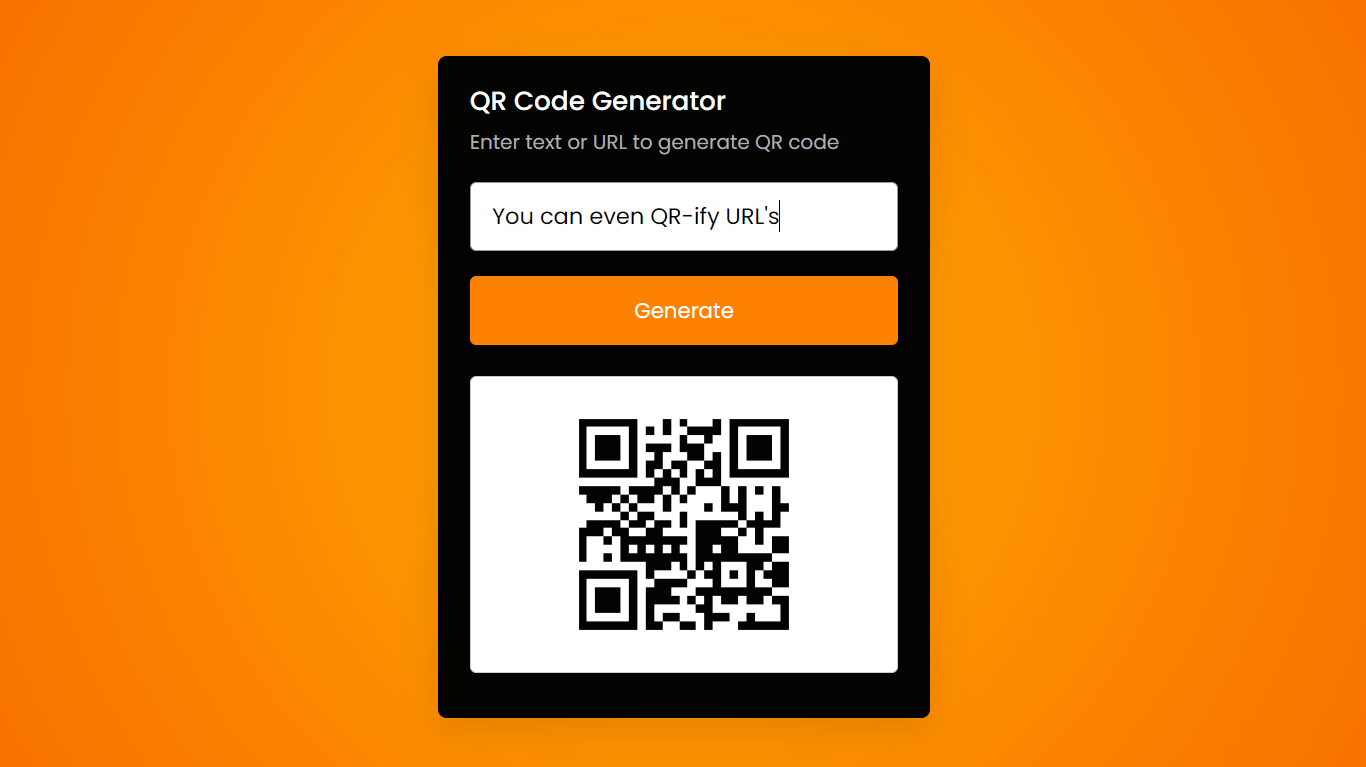 QR Code Generator
Enter text or URL to generate QR code
You can even QR-ify URL's
Generate